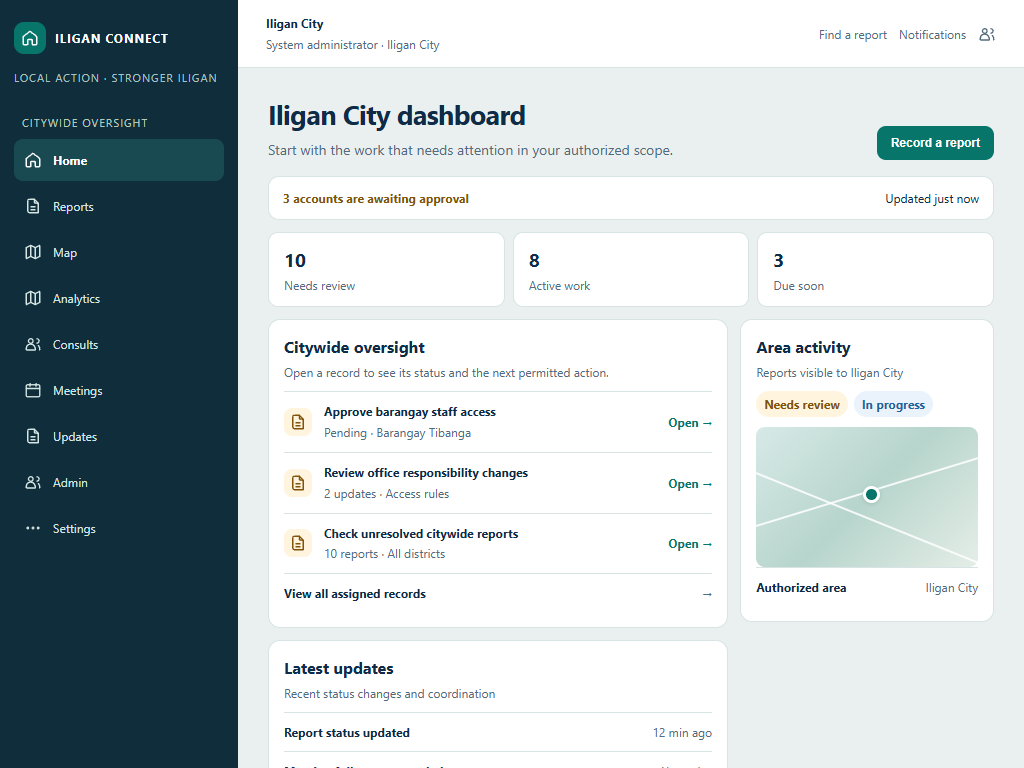 ILIGAN CONNECT
LOCAL ACTION · STRONGER ILIGAN
CITYWIDE OVERSIGHT
Home
Reports
Map
Analytics
Consults
Meetings
Updates
Admin
Settings
Iligan City
System administrator · Iligan City
Find a report
Notifications
Iligan City dashboard
Start with the work that needs attention in your authorized scope.
Record a report
3 accounts are awaiting approval
Updated just now
10
Needs review
8
Active work
3
Due soon
Citywide oversight
Open a record to see its status and the next permitted action.
Approve barangay staff access
Pending · Barangay Tibanga
Open →
Review office responsibility changes
2 updates · Access rules
Open →
Check unresolved citywide reports
10 reports · All districts
Open →
View all assigned records →
Area activity
Reports visible to Iligan City
Needs review
In progress
Authorized area
Iligan City
Latest updates
Recent status changes and coordination
Report status updated
12 min ago